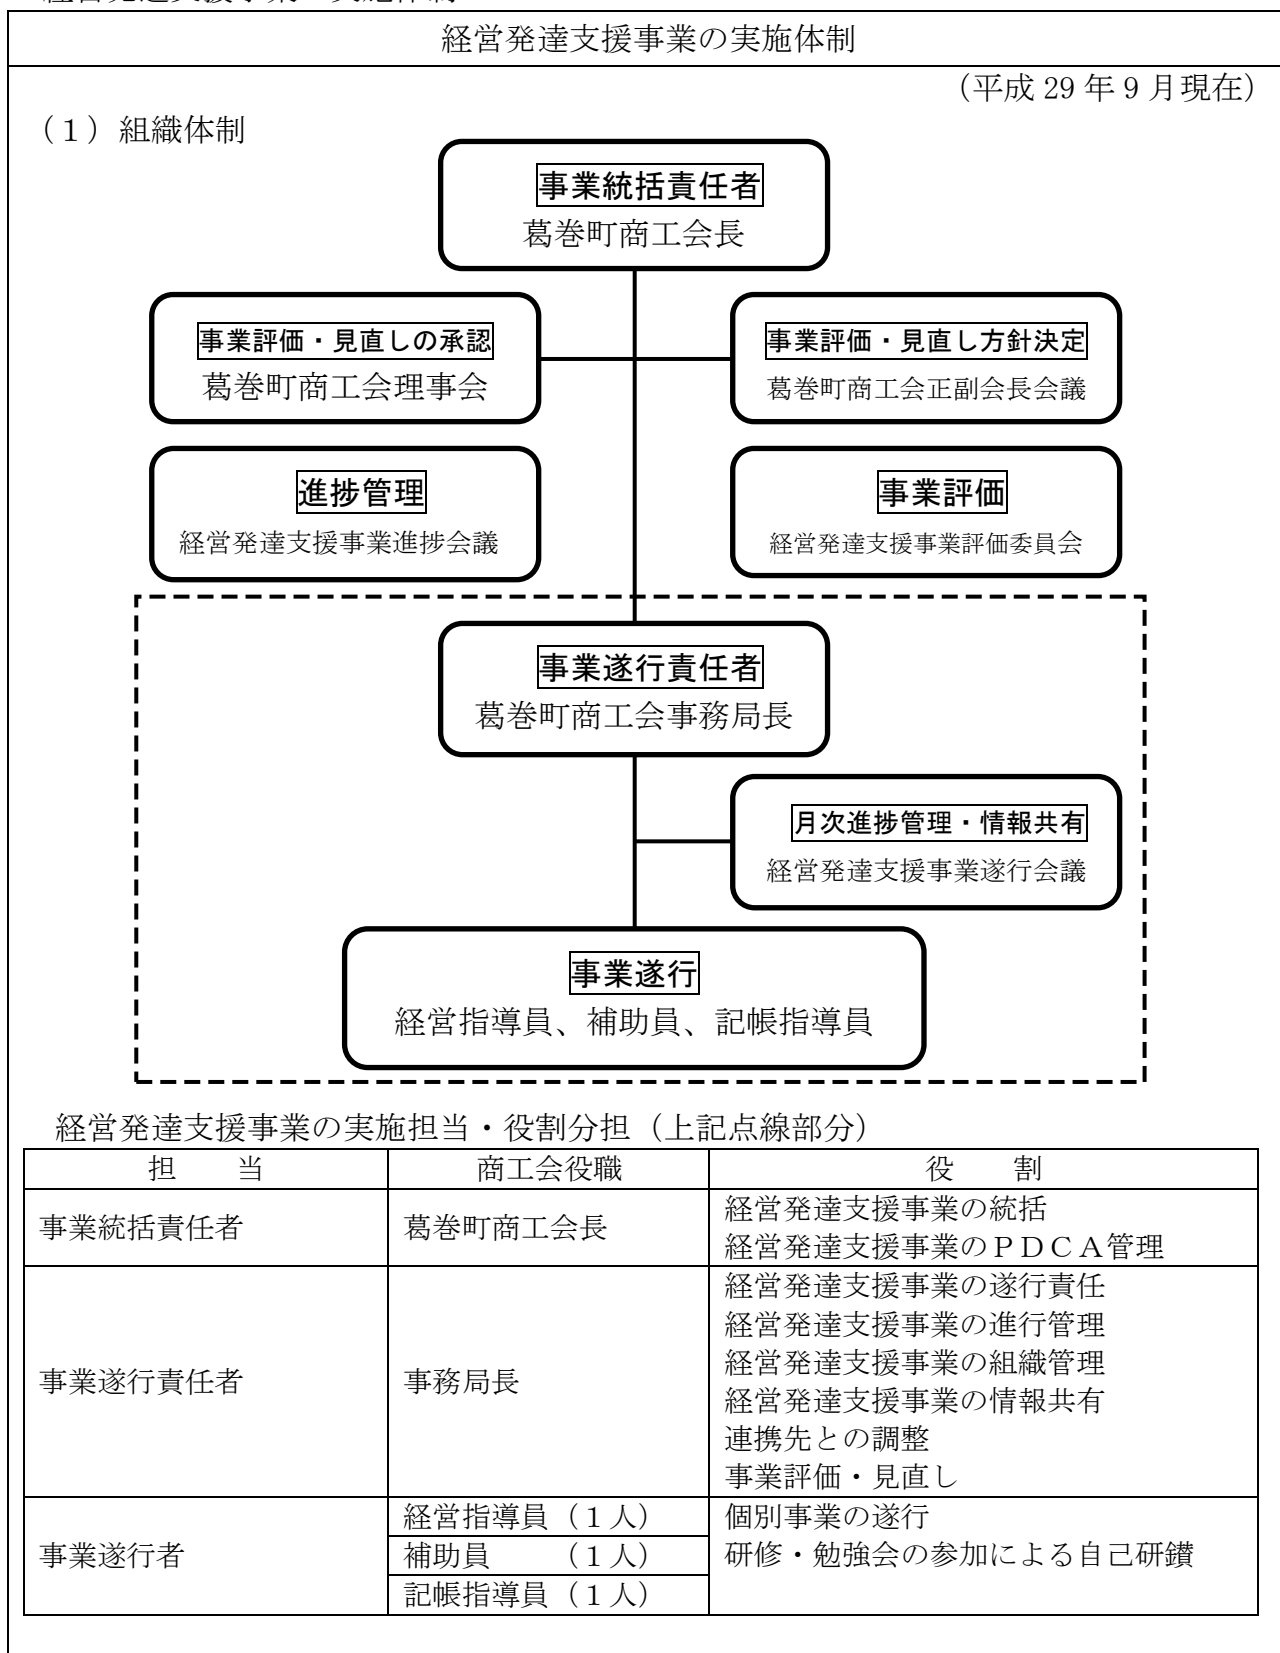 経営発達支援事業の実施体制
経営発達支援事業の実施体制
（平成 29 年 9 月現在）
（１）組織体制
事業統括責任者
葛巻町商工会長
事業評価・見直しの承認
葛巻町商工会理事会
事業評価・見直し方針決定
葛巻町商工会正副会長会議
進捗管理
経営発達支援事業進捗会議
事業評価
経営発達支援事業評価委員会
事業遂行責任者
葛巻町商工会事務局長
月次進捗管理・情報共有
経営発達支援事業遂行会議
事業遂行
経営指導員、補助員、記帳指導員
経営発達支援事業の実施担当・役割分担（上記点線部分）
担　　当　商工会役職　役　　割
事業統括責任者　葛巻町商工会長
経営発達支援事業の統括
経営発達支援事業のＰＤＣＡ管理
事業遂行責任者　事務局長
経営発達支援事業の遂行責任
経営発達支援事業の進行管理
経営発達支援事業の組織管理
経営発達支援事業の情報共有
連携先との調整
事業評価・見直し
事業遂行者
経営指導員（１人）
補助員　　（１人）
記帳指導員（１人）
個別事業の遂行
研修・勉強会の参加による自己研鑚